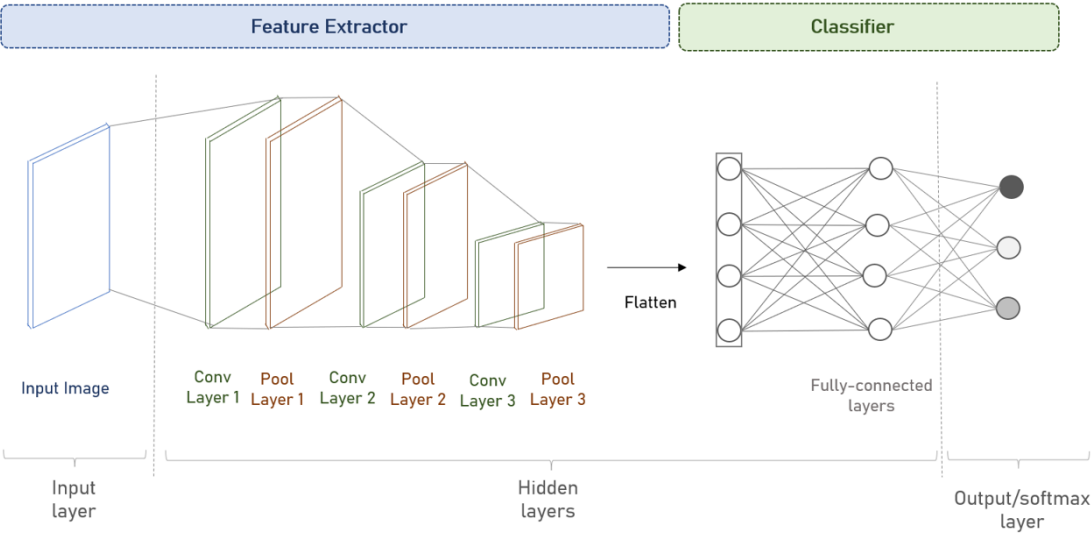 Feature Extractor
Classifier
Flatten
Input Image
Conv
Layer 1
Pool
Layer 1
Conv
Layer 2
Pool
Layer 2
Conv
Layer 3
Pool
Layer 3
Fully-connected
layers
Input
layer
Hidden
layers
Output/softmax
layer